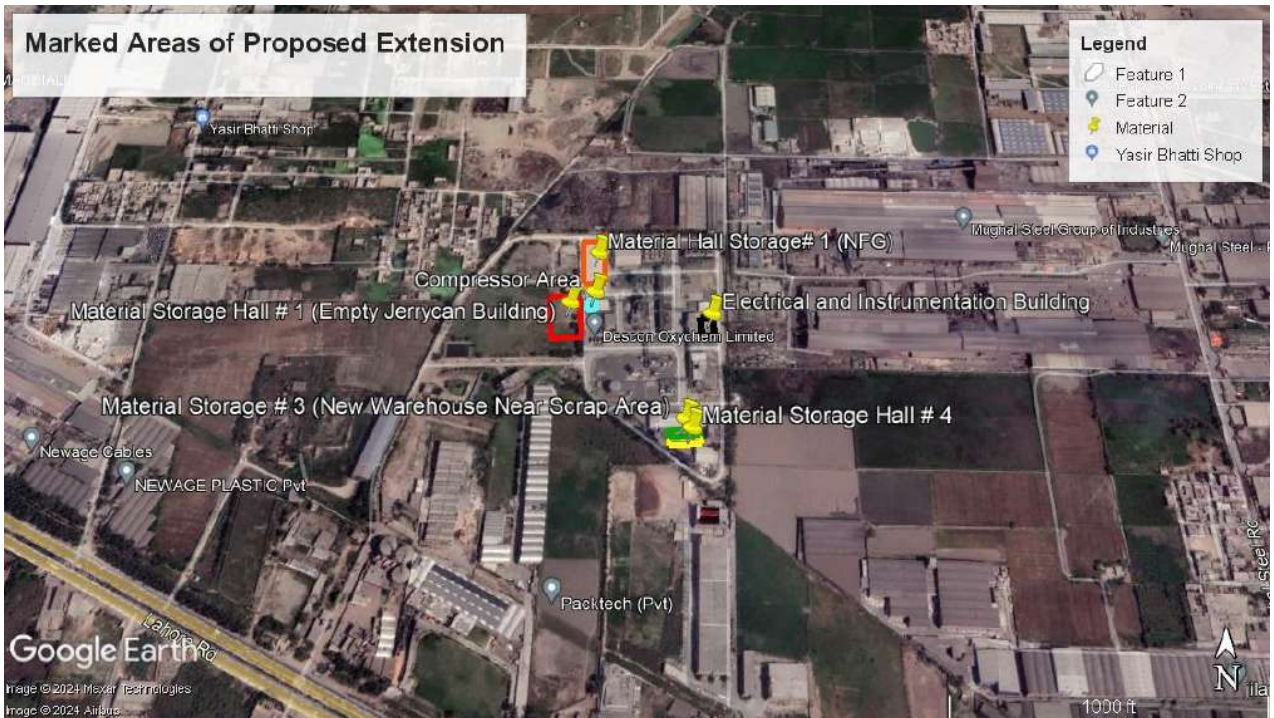 Marked Areas of Proposed Extension
Legend
Feature 1
Feature 2
Material
Yasir Bhatti Shop
Yasir Bhatti Shop
Mughal Steel Group of Industries
Mughal Steel
Material Hall Storage# 1 (NFG)
Compressor Area
Material Storage Hall # 1 (Empty Jerrycan Building)
Electrical and Instrumentation Building
Descon Oxychem Limited
Material Storage # 3 (New Warehouse Near Scrap Area)
Material Storage Hall # 4
Newage Cables
NEWAGE PLASTIC Pvt
Packtech (Pvt)
Lahore Rd
Steel Rd
Google Earth
Image © 2024 Maxar Technologies
Image © 2024 Airbus
N
1000 ft